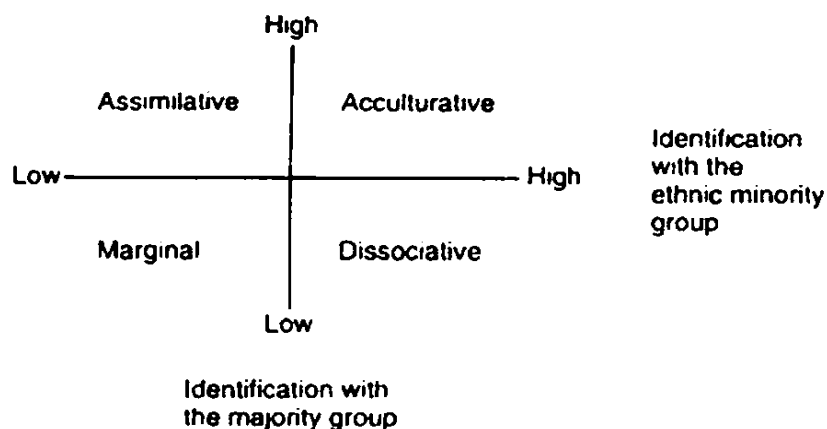 High
Assimilative
Acculturative
Low
High
Identification
with the
ethnic minority
group
Marginal
Dissociative
Low
Identification with
the majority group